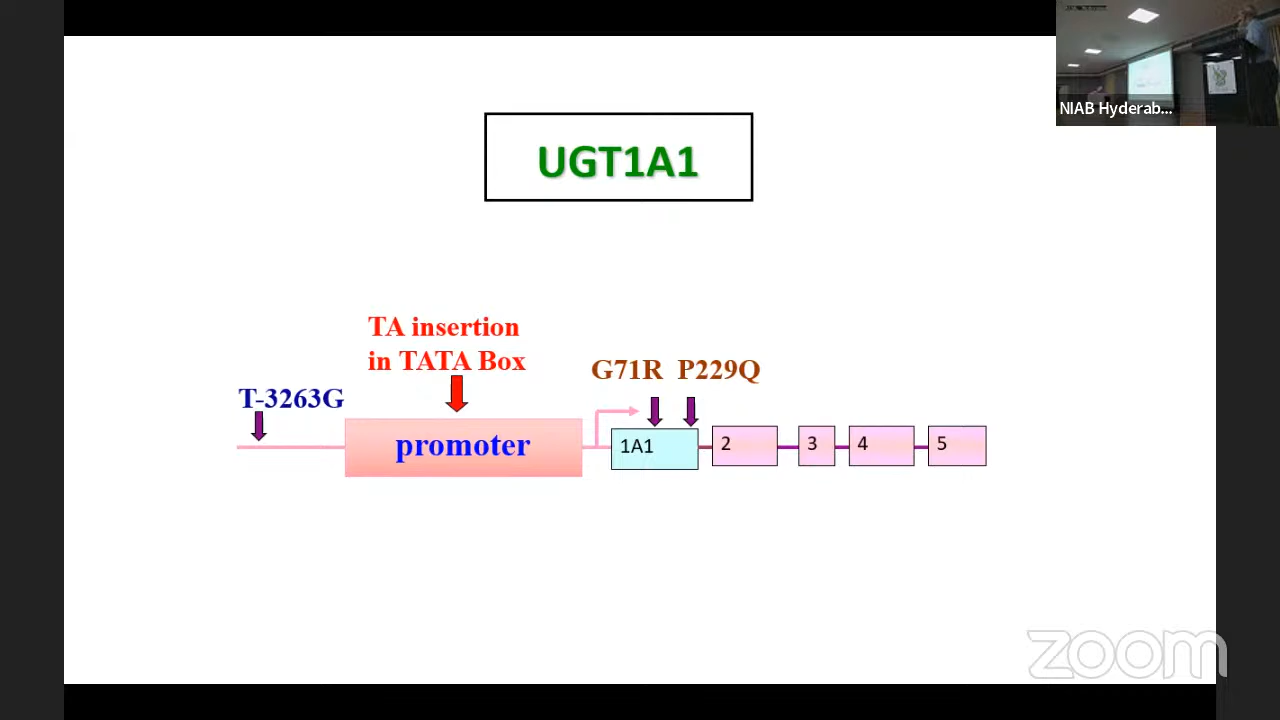 NIAB Hyderab...
UGT1A1
TA insertion
in TATA Box
G71R P229Q
T-3263G
promoter
1A1
2
3
4
5
zoom